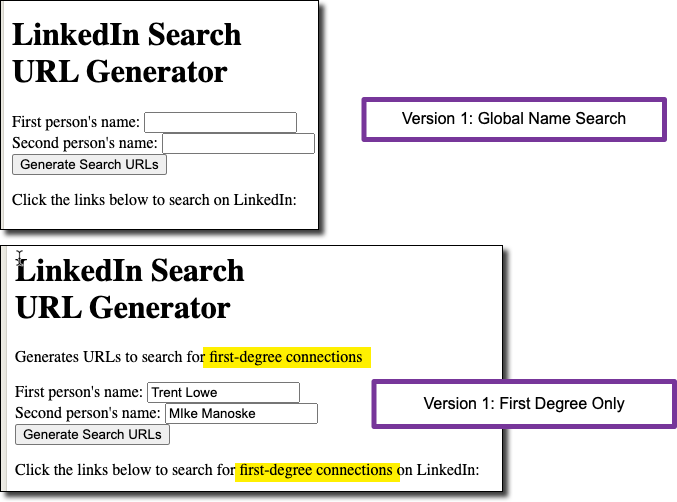 LinkedIn Search
URL Generator
First person's name:
Second person's name:
Generate Search URLs
Click the links below to search on LinkedIn:
Version 1: Global Name Search
LinkedIn Search
URL Generator
Generates URLs to search for first-degree connections
First person's name: Trent Lowe
Second person's name: MIke Manoske
Generate Search URLs
Click the links below to search for first-degree connections on LinkedIn:
Version 1: First Degree Only